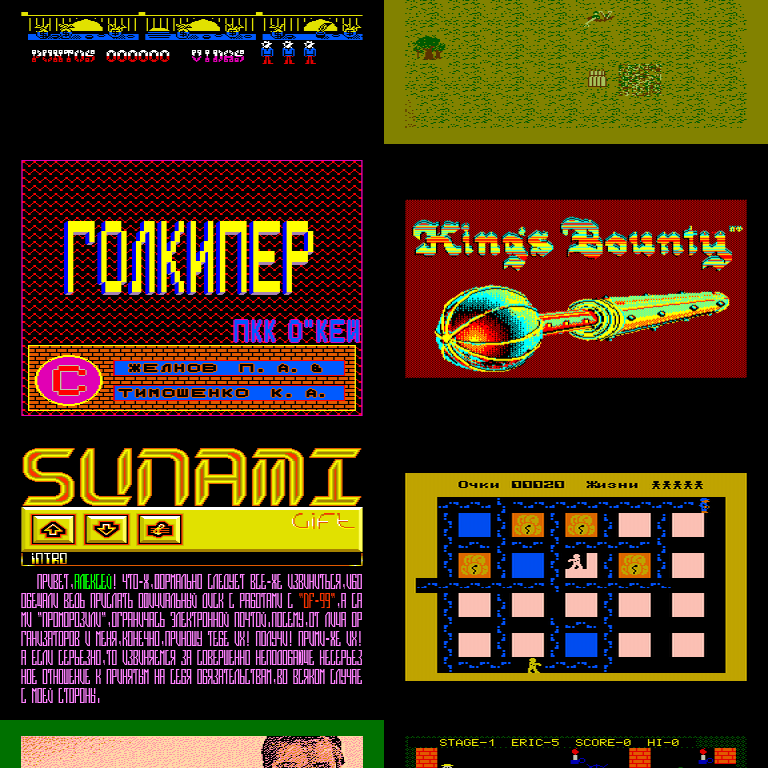 PUNTOS 000000 VIDAS
ГОЛКИПЕР
ПКК О"КЕЯ
С
ЖЕЛНОВ П. А. &
ТИМОШЕНКО К. А.
King's Bounty
SUNAMI
Gift
INTRO
ПРИВЕТ,АЛЕКСЕЙ! ЧТО-Ж,НОРМАЛЬНО СЛЕДУЕТ ВСЕ-ЖЕ ИЗВИНИТЬСЯ,ИБО
ОБЕЩАЛИ ВЕДЬ ПРИСЛАТЬ ОФИЦИАЛЬНЫЙ ДИСК С РАБОТАМИ С "DF-99",А СА
МИ "ПРОМОРОЗИЛИ",ОГРАНИЧАСЬ ЭЛЕКТРОННОЙ ПОЧТОЙ,ПОСЕМУ,ОТ ЛИЦА ОР
ГАНИЗАТОРОВ И МЕНЯ,КОНЕЧНО,ПРИНОШУ ТЕБЕ ИХ! ПОЛУЧИ! ПРИМИ-ЖЕ ИХ!
А ЕСЛИ СЕРЬЕЗНО,ТО ИЗВИНЯЕМСЯ ЗА СОВЕРШЕННО НЕПОДОБАЮЩЕЕ НЕСЕРЬЕЗ
НОЕ ОТНОШЕНИЕ К ПРИНЯТЫМ НА СЕБЯ ОБЯЗАТЕЛЬСТВАМ.ВО ВСЯКОМ СЛУЧАЕ
С МОЕЙ СТОРОНЫ.
Очки 00020 Жизни
STAGE-1 ERIC-5 SCORE-0 HI-0